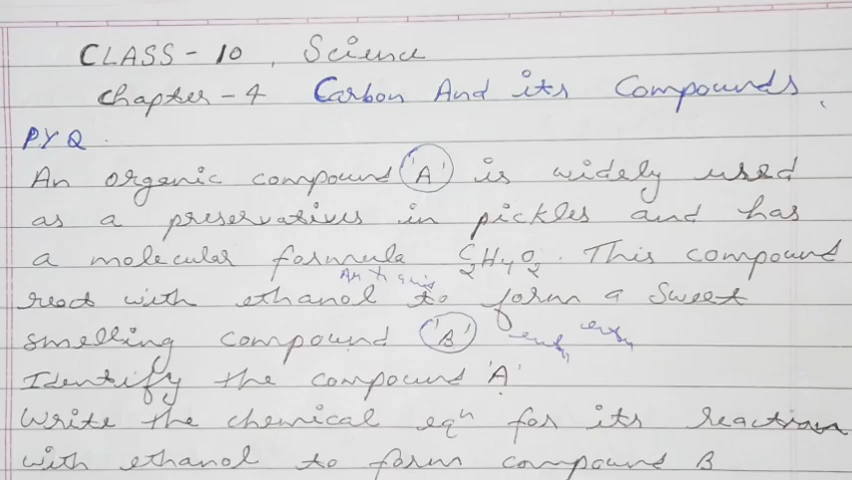 CLASS - 10, Science
Chapter - 4 Carbon And its Compounds
PYQ
An organic compound 'A' is widely used
as a preservatives in pickles and has
a molecular formula C2H4O2. This compound
react with ethanol to form a sweet
smelling compound 'B'
Identify the compound 'A'
Write the chemical eqn for its reaction
with ethanol to form compound B